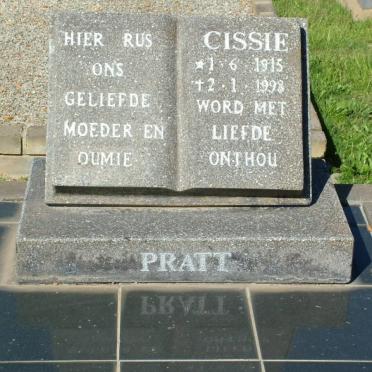 HIER RUS
ONS
GELIEFDE
MOEDER EN
OUMIE
CISSIE
★1·6 1915
✝2·1·1998
WORD MET
LIEFDE
ONTHOU
PRATT